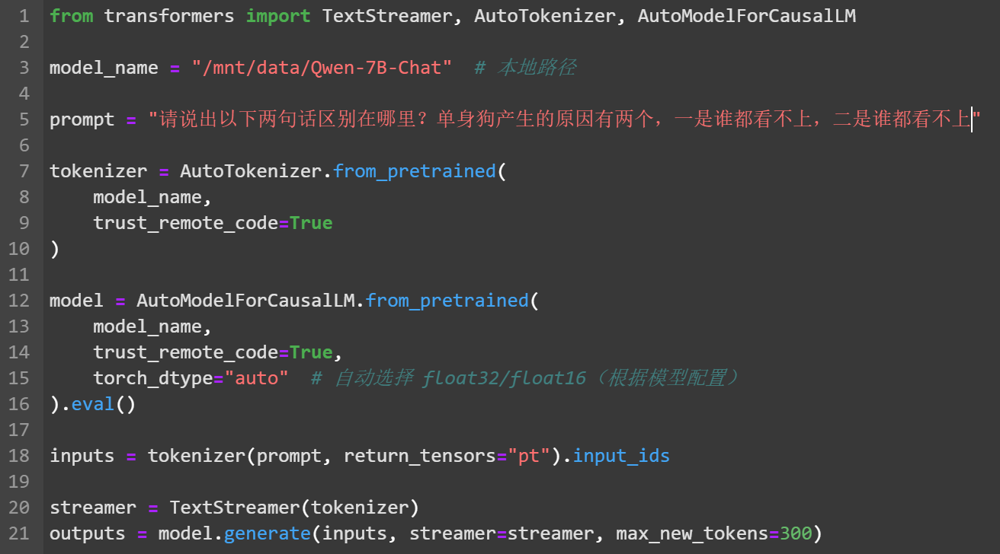 1 from transformers import TextStreamer, AutoTokenizer, AutoModelForCausalLM
2
3 model_name = "/mnt/data/Qwen-7B-Chat"  # 本地路径
4
5 prompt = "请说出以下两句话区别在哪里？单身狗产生的原因有两个，一是谁都看不上，二是谁都看不上"
6
7 tokenizer = AutoTokenizer.from_pretrained(
8     model_name,
9     trust_remote_code=True
10 )
11
12 model = AutoModelForCausalLM.from_pretrained(
13     model_name,
14     trust_remote_code=True,
15     torch_dtype="auto"  # 自动选择 float32/float16（根据模型配置）
16 ).eval()
17
18 inputs = tokenizer(prompt, return_tensors="pt").input_ids
19
20 streamer = TextStreamer(tokenizer)
21 outputs = model.generate(inputs, streamer=streamer, max_new_tokens=300)